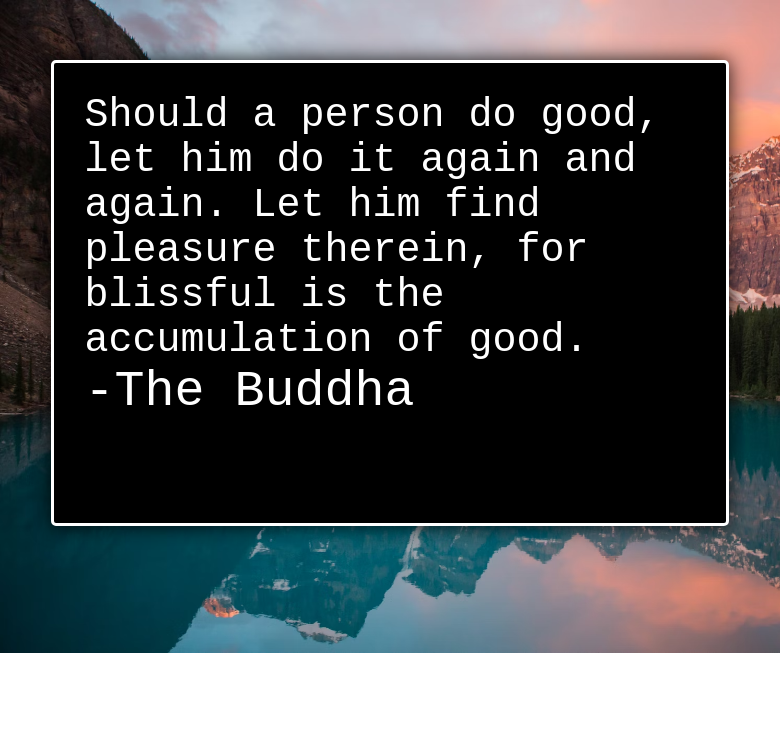 Should a person do good,
let him do it again and
again. Let him find
pleasure therein, for
blissful is the
accumulation of good.
-The Buddha